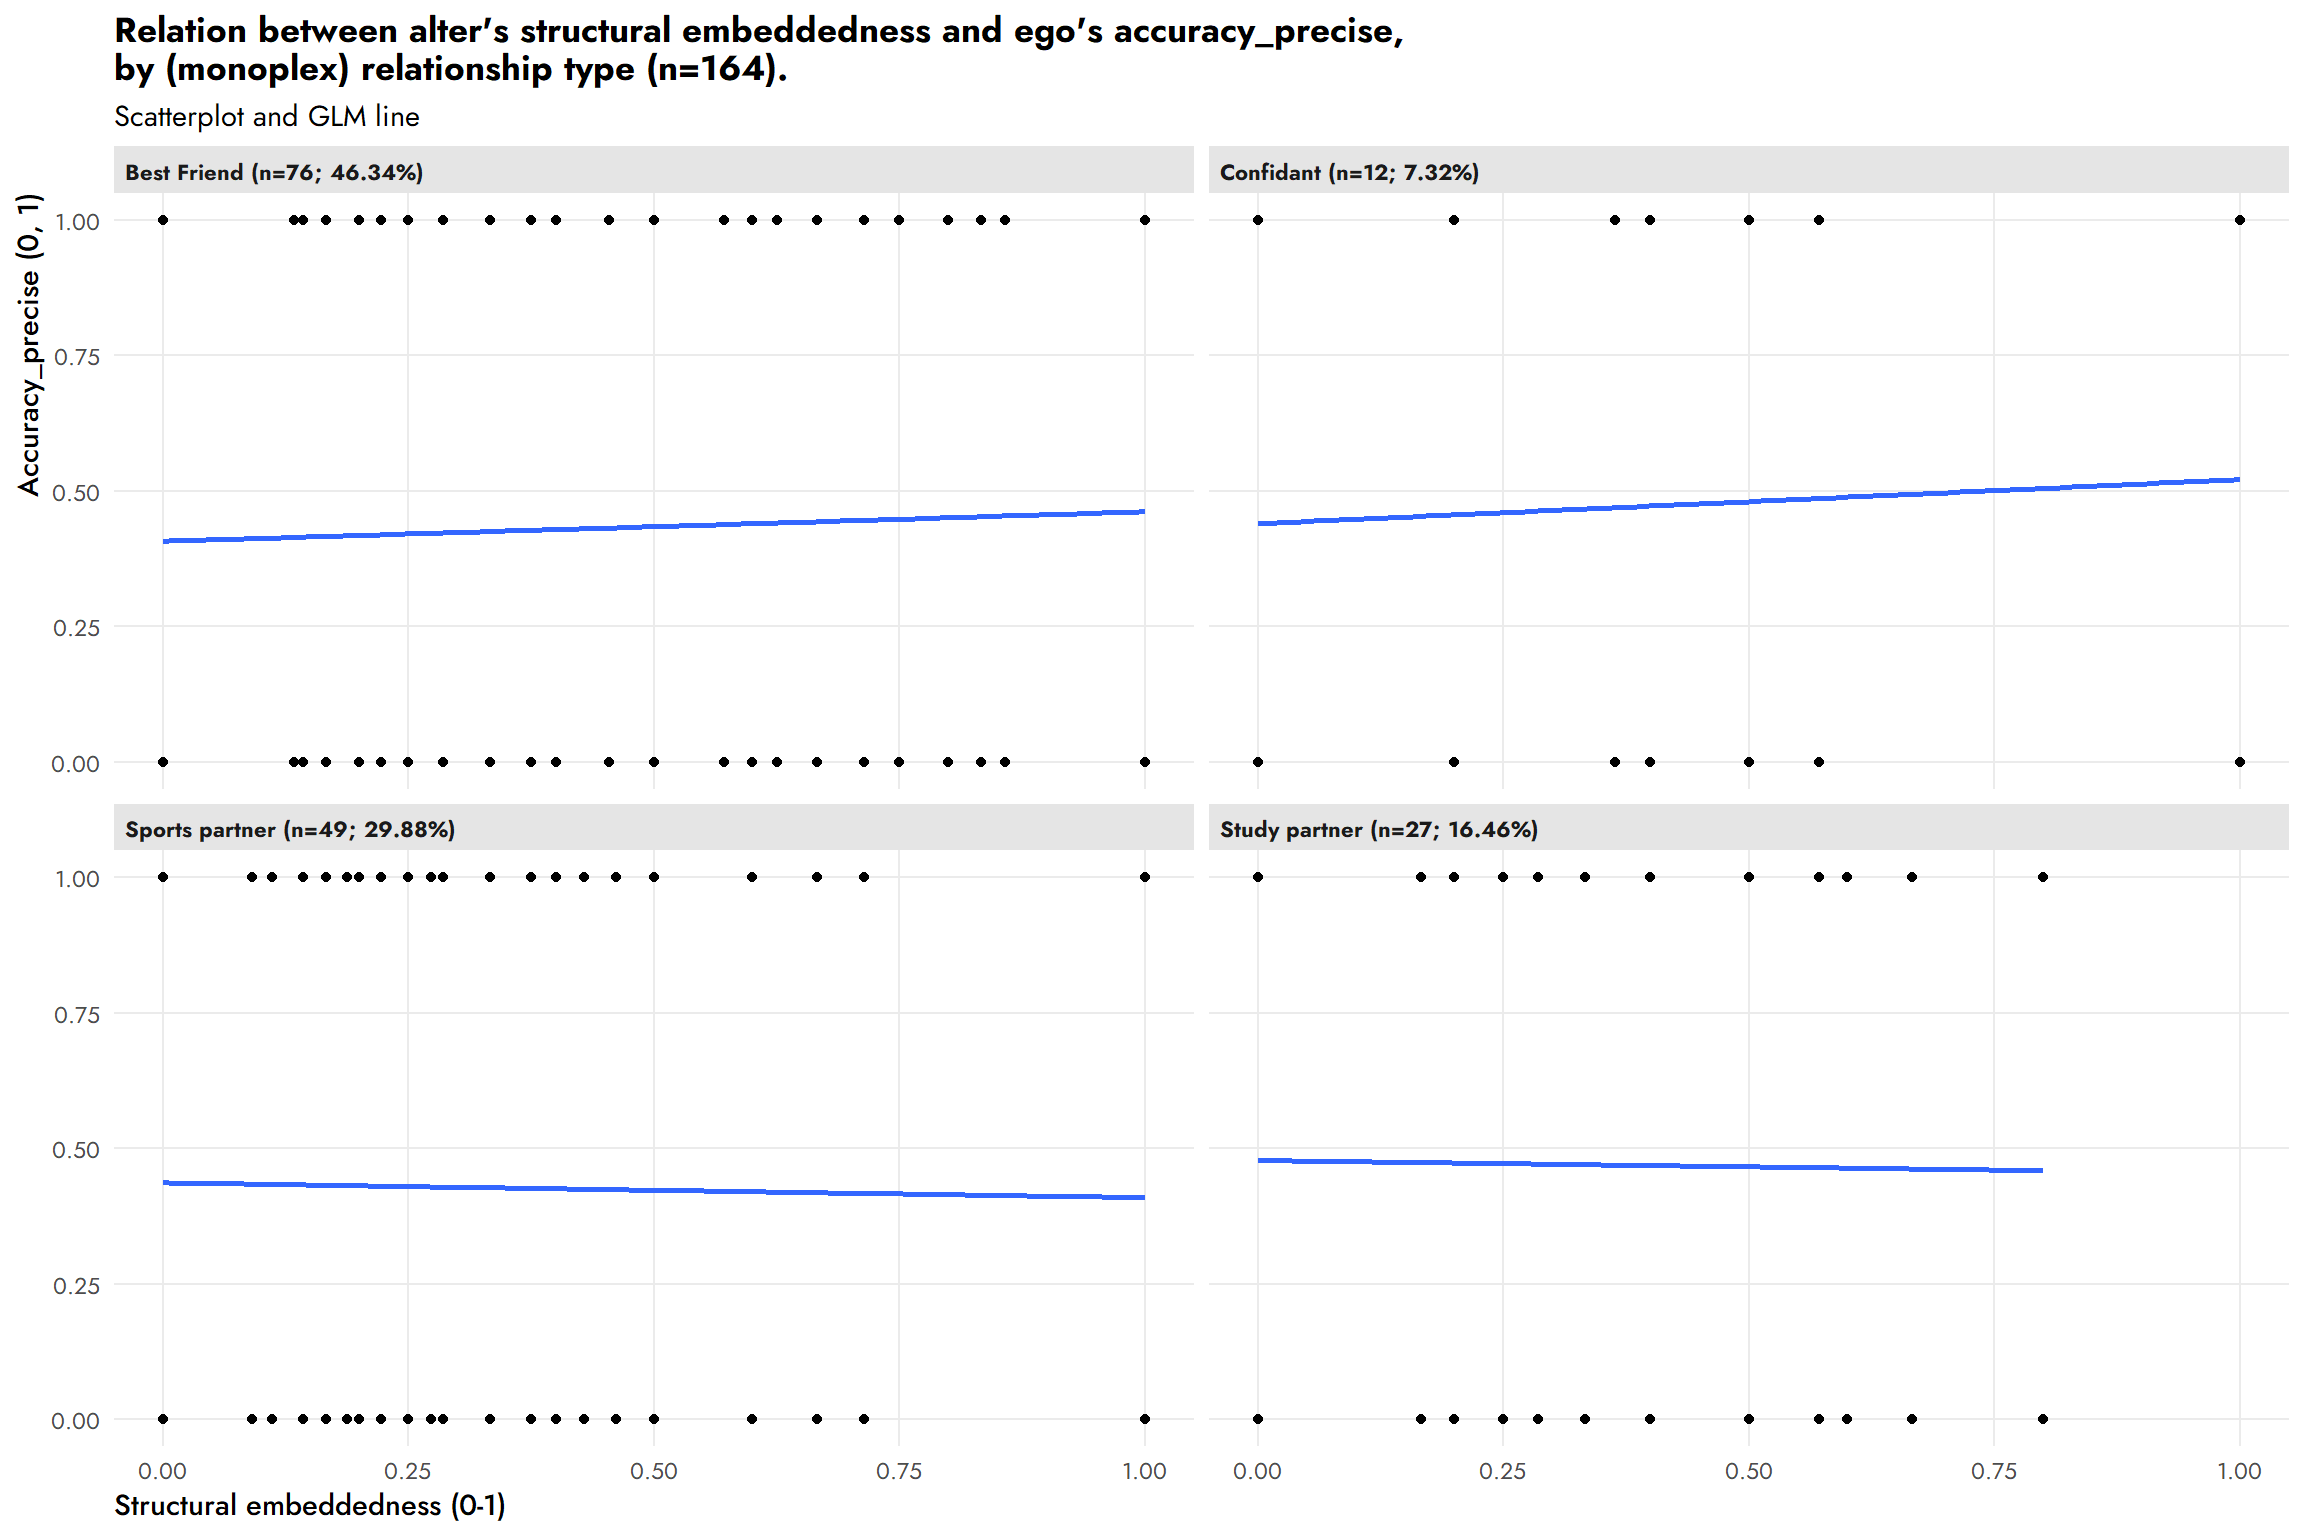 Relation between alter's structural embeddedness and ego's accuracy_precise,
by (monoplex) relationship type (n=164).
Scatterplot and GLM line
Best Friend (n=76; 46.34%)
Confidant (n=12; 7.32%)
Accuracy_precise (0, 1)
1.00
0.75
0.50
0.25
0.00
Sports partner (n=49; 29.88%)
Study partner (n=27; 16.46%)
1.00
0.75
0.50
0.25
0.00
0.00 0.25 0.50 0.75 1.00 0.00 0.25 0.50 0.75 1.00
Structural embeddedness (0-1)